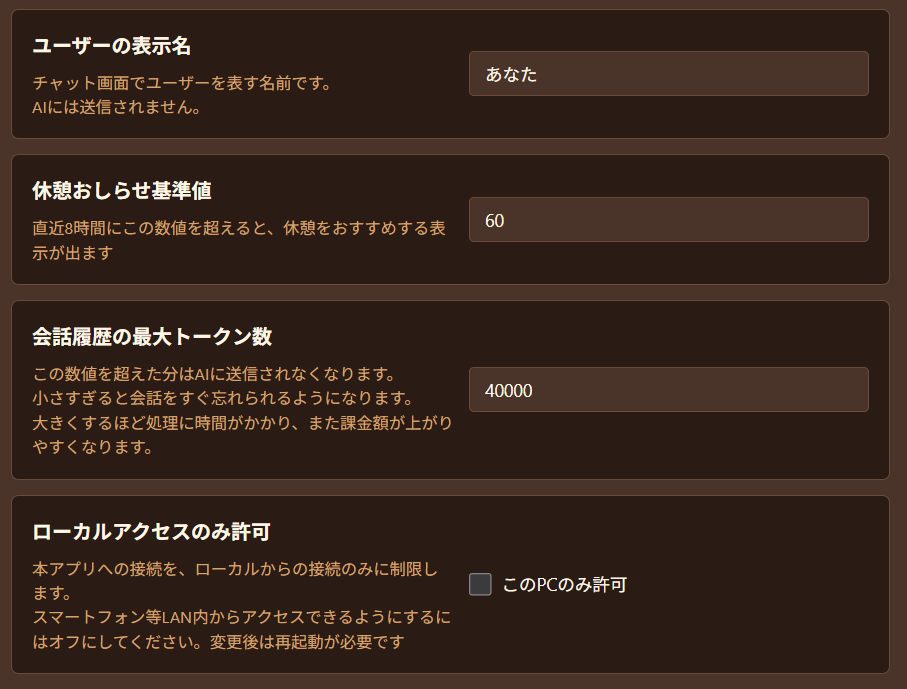 ユーザーの表示名
チャット画面でユーザーを表す名前です。
AIには送信されません。
あなた
休憩おしらせ基準値
直近8時間にこの数値を超えると、休憩をおすすめする表
示が出ます
60
会話履歴の最大トークン数
この数値を超えた分はAIに送信されなくなります。
小さすぎると会話をすぐ忘れられるようになります。
大きくするほど処理に時間がかかり、また課金額が上がり
やすくなります。
40000
ローカルアクセスのみ許可
本アプリへの接続を、ローカルからの接続のみに制限し
ます。
スマートフォン等LAN内からアクセスできるようにするに
はオフにしてください。変更後は再起動が必要です
このPCのみ許可